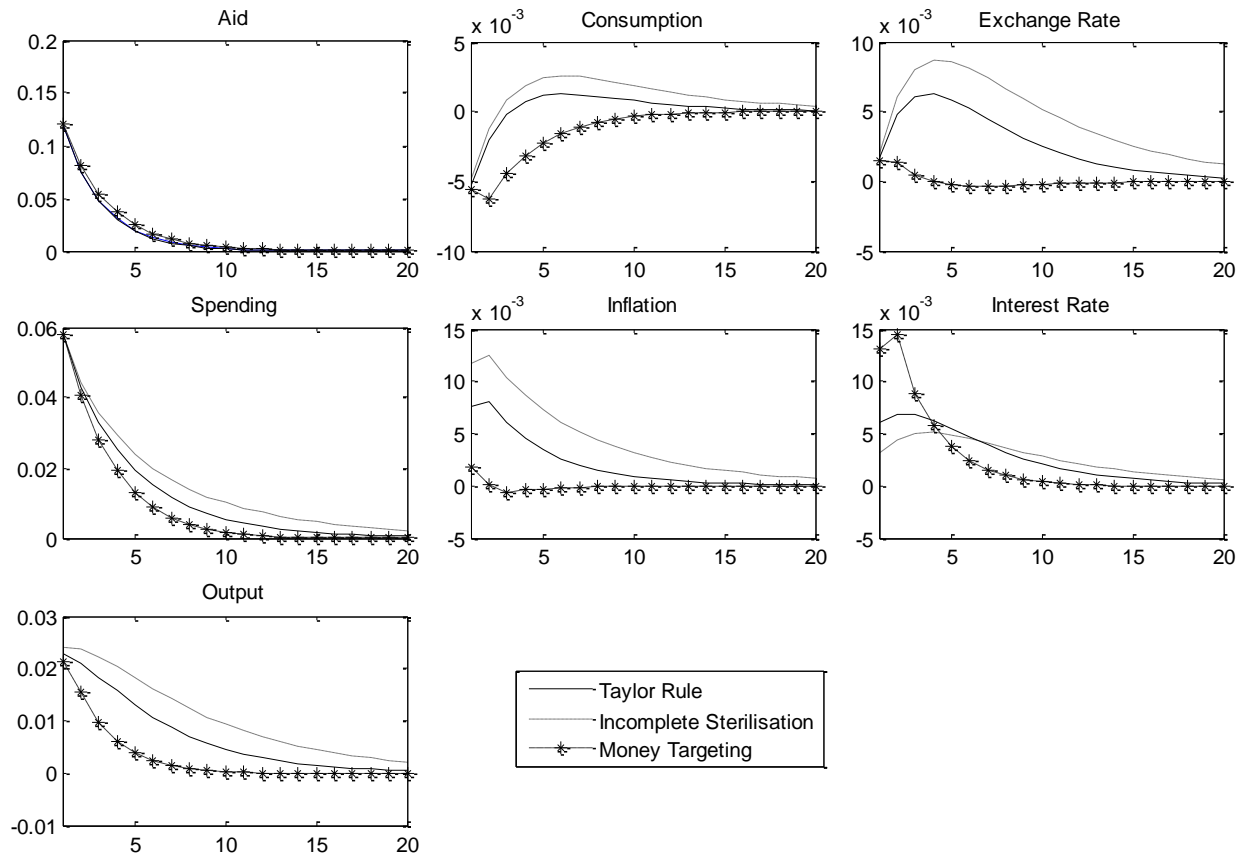 Aid
0.2
0.15
0.1
0.05
0
5 10 15 20
Consumption
x 10^-3
5
0
-5
-10
5 10 15 20
Exchange Rate
x 10^-3
10
5
0
-5
5 10 15 20
Spending
0.06
0.04
0.02
0
5 10 15 20
Inflation
x 10^-3
15
10
5
0
-5
5 10 15 20
Interest Rate
x 10^-3
15
10
5
0
-5
5 10 15 20
Output
0.03
0.02
0.01
0
-0.01
5 10 15 20
Taylor Rule
Incomplete Sterilisation
Money Targeting